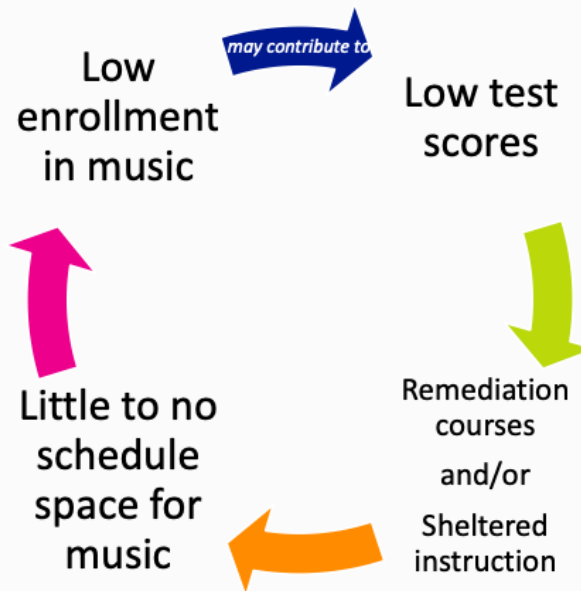 Low
enrollment
in music
may contribute to
Low test
scores
Remediation
courses
and/or
Sheltered
instruction
Little to no
schedule
space for
music